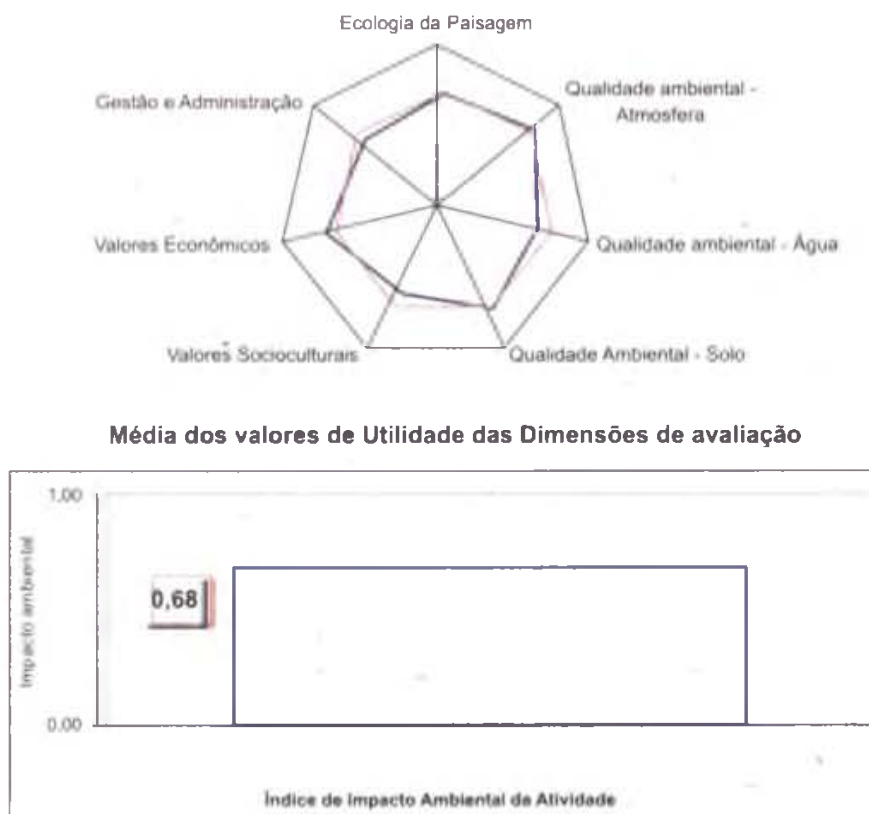 Ecologia da Paisagem
Gestão e Administração
Qualidade ambiental -
Atmosfera
Valores Econômicos
Qualidade ambiental - Água
Valores Socioculturais
Qualidade Ambiental - Solo
Média dos valores de Utilidade das Dimensões de avaliação
1.00
Impacto ambiental
0,68
0.00
Índice de Impacto Ambiental da Atividade